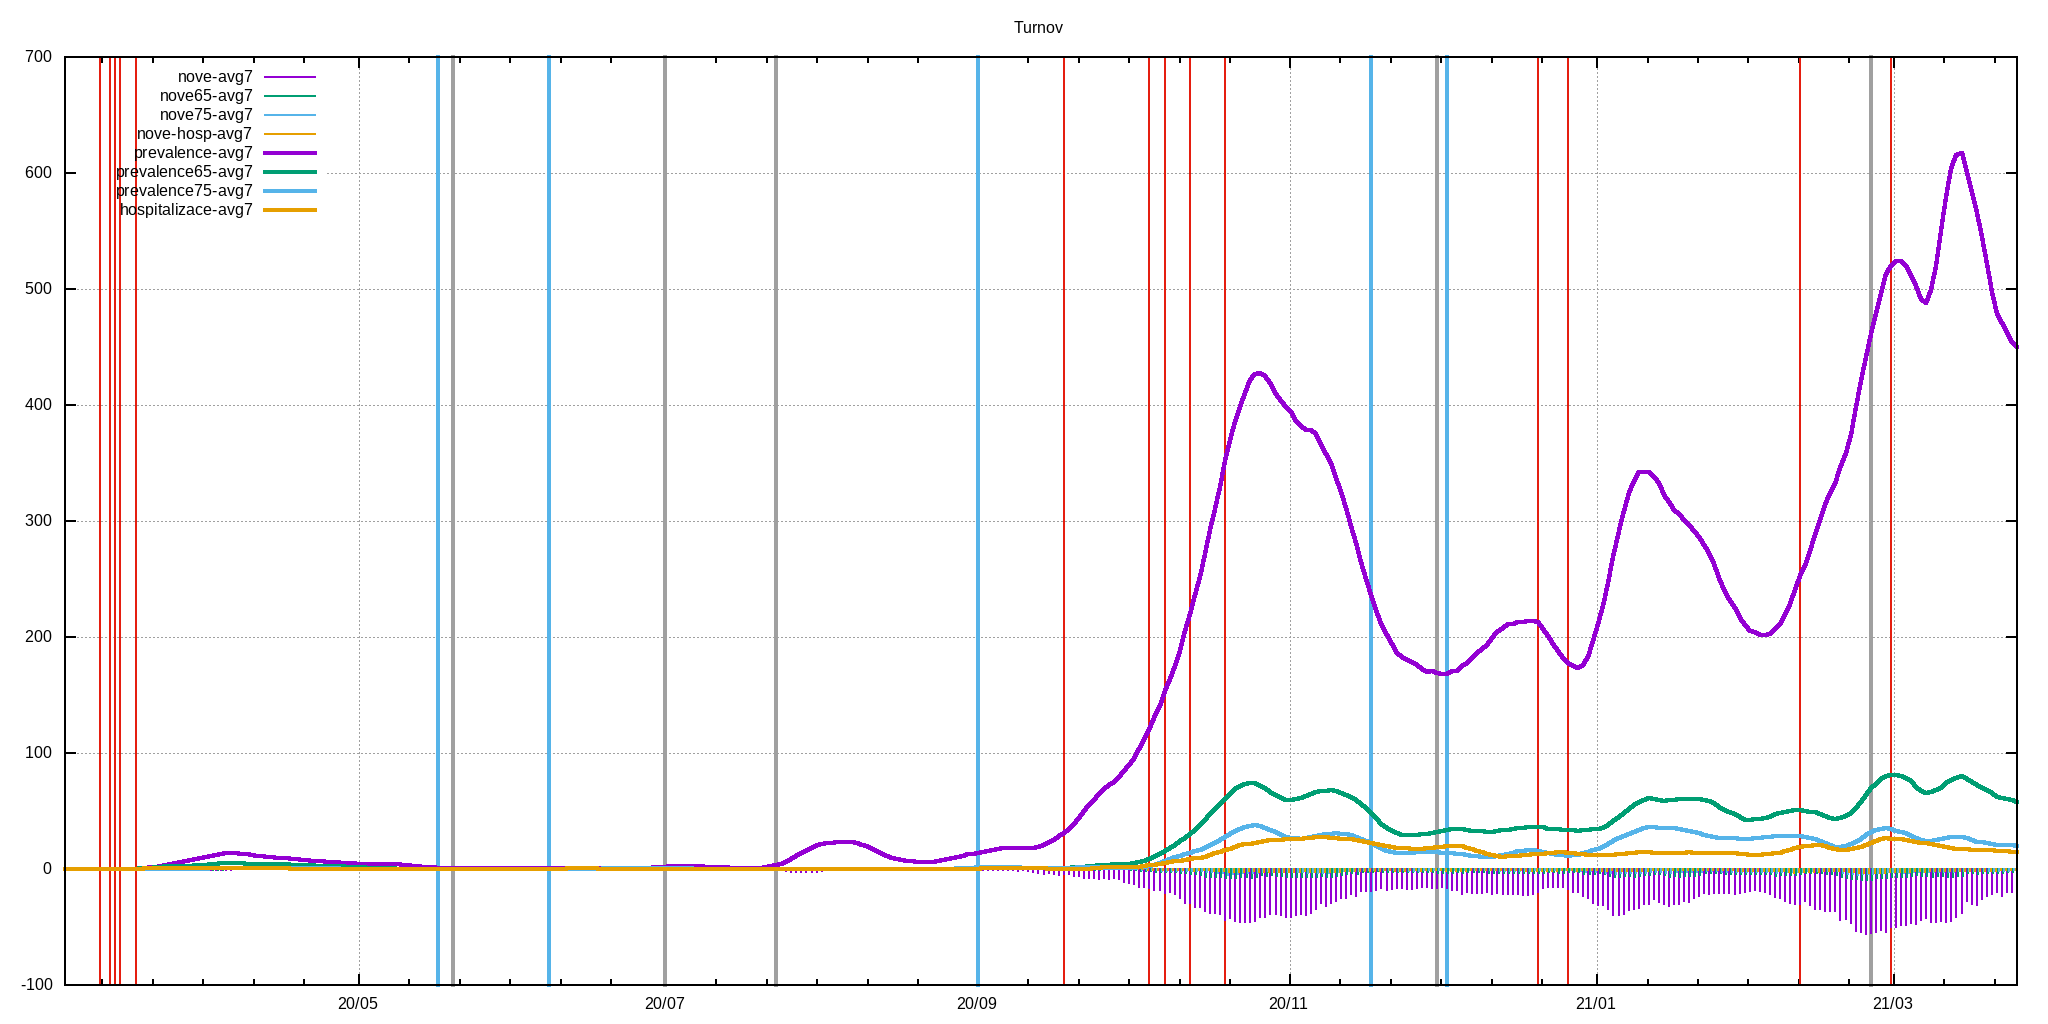 Turnov
700
600
500
400
300
200
100
0
-100
nove-avg7
nove65-avg7
nove75-avg7
nove-hosp-avg7
prevalence-avg7
prevalence65-avg7
prevalence75-avg7
hospitalizace-avg7
20/05 20/07 20/09 20/11 21/01 21/03